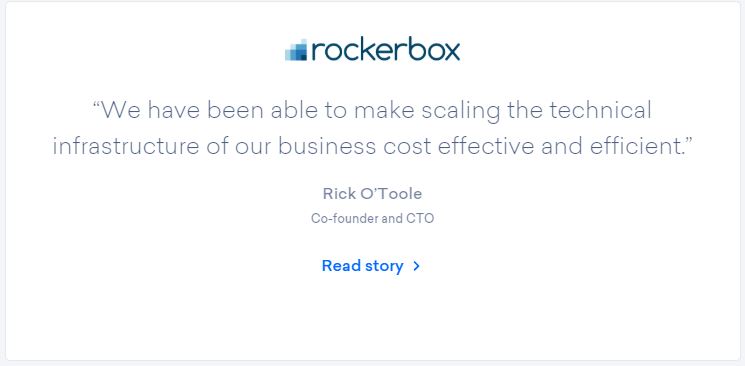 rockerbox
“We have been able to make scaling the technical
infrastructure of our business cost effective and efficient.”
Rick O’Toole
Co-founder and CTO
Read story